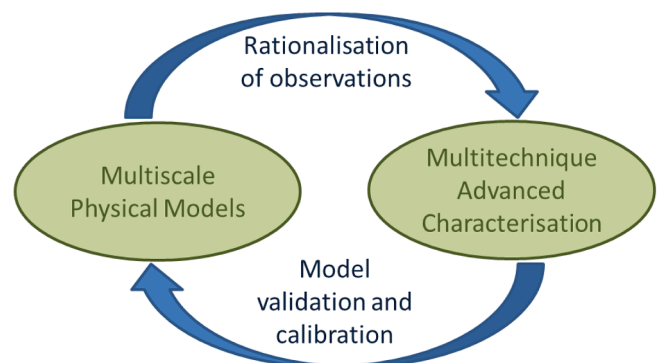 Rationalisation
of observations
Multiscale
Physical Models
Multitechnique
Advanced
Characterisation
Model
validation and
calibration